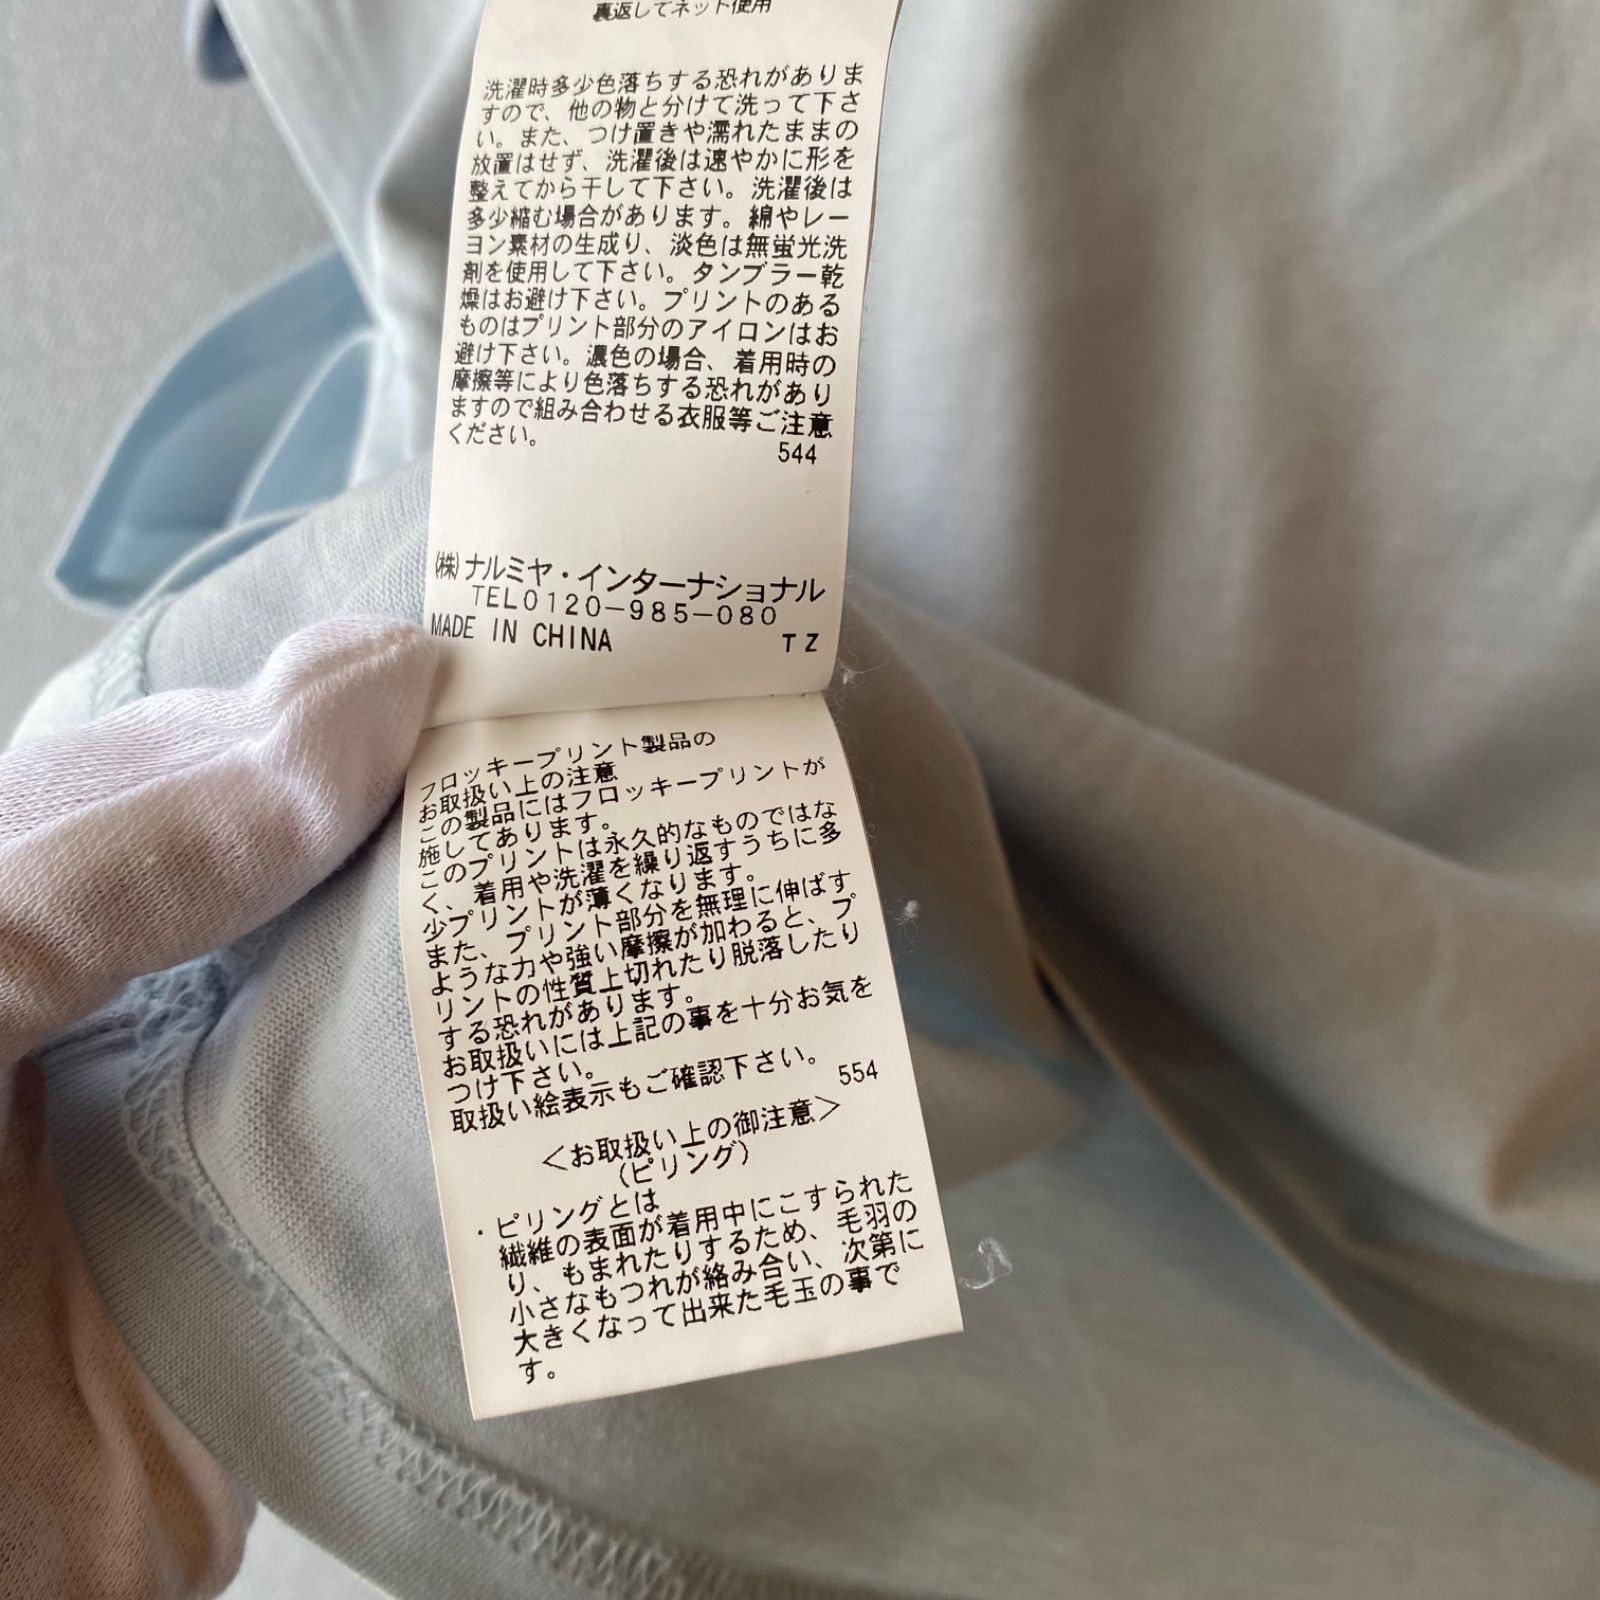 裏返してネット使用
洗濯時多少色落ちする恐れがありま
すので、他の物と分けて洗って下さ
い。また、つけ置きや濡れたままの
放置はせず、洗濯後は速やかに形を
整えてから干して下さい。洗濯後は
多少縮む場合があります。綿やレー
ヨン素材の生成り、淡色は無蛍光洗
剤を使用して下さい。タンブラー乾
燥はお避け下さい。プリントのある
ものはプリント部分のアイロンはお
避け下さい。濃色の場合、着用時の
摩擦等により色落ちする恐れがあり
ますので組み合わせる衣服等ご注意
ください。
544
(株)ナルミヤ・インターナショナル
TEL0120-985-080
MADE IN CHINA TZ
フロッキープリント製品の
お取扱い上の注意
この製品にはフロッキープリントが
施してあります。
このプリントは永久的なものではな
く、着用や洗濯を繰り返すうちに多
少プリントが薄くなります。
また、プリント部分を無理に伸ばす
ような力や強い摩擦が加わると、プ
リントの性質上切れたり脱落したり
する恐れがあります。
お取扱いには上記の事を十分お気を
つけ下さい。
取扱い絵表示もご確認下さい。
554
<お取扱い上の御注意>
(ピリング)
・ピリングとは
繊維の表面が着用中にこすられた
り、もまれたりするため、毛羽の
小さなもつれが絡み合い、次第に
大きくなって出来た毛玉の事で
す。